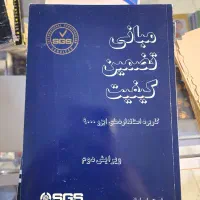 SGS
مبانی
تضمین
کیفیت
کاربرد استانداردهای ایزو ۹۰۰۰
ویرایش دوم
SGS